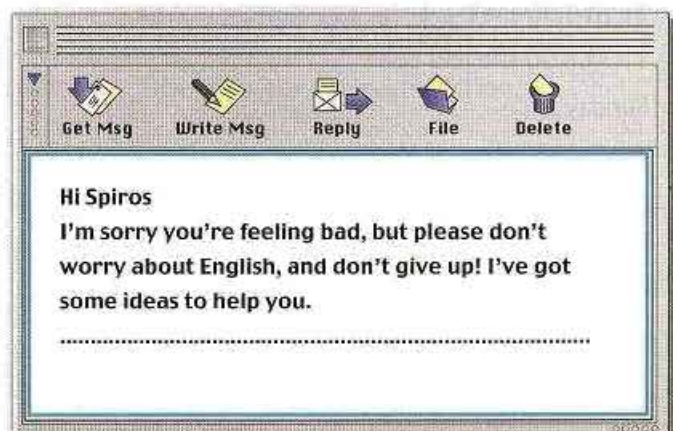 Get Msg Write Msg Reply File Delete
Hi Spiros
I'm sorry you're feeling bad, but please don't
worry about English, and don't give up! I've got
some ideas to help you.
................................................................................